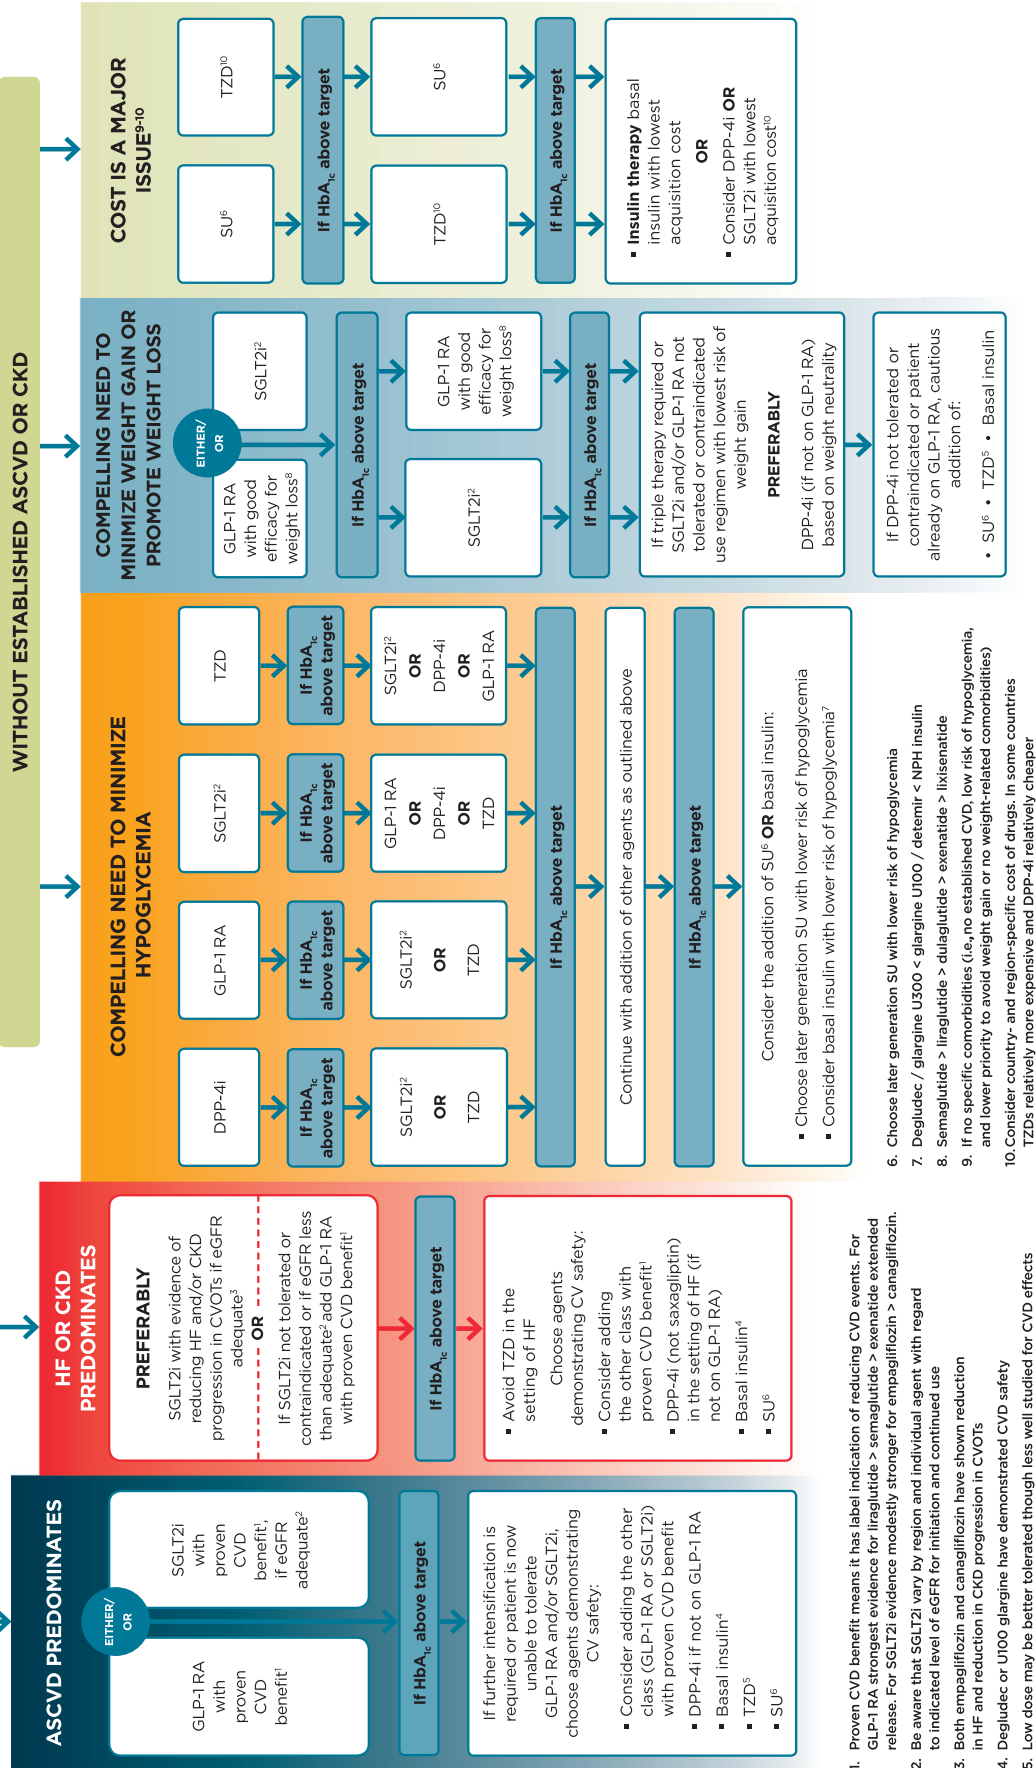 WITHOUT ESTABLISHED ASCVD OR CKD
ASCVD PREDOMINATES
EITHER/
OR
GLP-1 RA
with
proven
CVD
benefit¹
SGLT2i
with
proven
CVD
benefit¹,
if eGFR
adequate²
If HbA₁c above target
If further intensification is
required or patient is now
unable to tolerate
GLP-1 RA and/or SGLT2i,
choose agents demonstrating
CV safety:
▪ Consider adding the other
class (GLP-1 RA or SGLT2i)
with proven CVD benefit
▪ DPP-4i if not on GLP-1 RA
▪ Basal insulin⁴
▪ TZD⁵
▪ SU⁶
HF OR CKD
PREDOMINATES
PREFERABLY
SGLT2i with evidence of
reducing HF and/or CKD
progression in CVOTs if eGFR
adequate³
OR
If SGLT2i not tolerated or
contraindicated or if eGFR less
than adequate² add GLP-1 RA
with proven CVD benefit¹
If HbA₁c above target
▪ Avoid TZD in the
setting of HF
Choose agents
demonstrating CV safety:
▪ Consider adding
the other class with
proven CVD benefit¹
▪ DPP-4i (not saxagliptin)
in the setting of HF (if
not on GLP-1 RA)
▪ Basal insulin⁴
▪ SU⁶
COMPELLING NEED TO MINIMIZE
HYPOGLYCEMIA
DPP-4i
If HbA₁c
above target
SGLT2i²
OR
TZD
GLP-1 RA
If HbA₁c
above target
SGLT2i²
OR
TZD
SGLT2i²
If HbA₁c
above target
GLP-1 RA
OR
DPP-4i
OR
TZD
TZD
If HbA₁c
above target
SGLT2i²
OR
DPP-4i
OR
GLP-1 RA
If HbA₁c above target
Continue with addition of other agents as outlined above
If HbA₁c above target
Consider the addition of SU⁶ OR basal insulin:
▪ Choose later generation SU with lower risk of hypoglycemia
▪ Consider basal insulin with lower risk of hypoglycemia⁷
COMPELLING NEED TO
MINIMIZE WEIGHT GAIN OR
PROMOTE WEIGHT LOSS
EITHER/
OR
GLP-1 RA
with good
efficacy for
weight loss⁸
SGLT2i²
If HbA₁c above target
SGLT2i²
GLP-1 RA
with good
efficacy for
weight loss⁸
If HbA₁c above target
If triple therapy required or
SGLT2i and/or GLP-1 RA not
tolerated or contraindicated
use regimen with lowest risk of
weight gain
PREFERABLY
DPP-4i (if not on GLP-1 RA)
based on weight neutrality
If DPP-4i not tolerated or
contraindicated or patient
already on GLP-1 RA, cautious
addition of:
• SU⁶ • TZD⁵ • Basal insulin
COST IS A MAJOR
ISSUE⁹⁻¹⁰
SU⁶
TZD¹⁰
If HbA₁c above target
TZD¹⁰
SU⁶
If HbA₁c above target
▪ Insulin therapy basal
insulin with lowest
acquisition cost
OR
▪ Consider DPP-4i OR
SGLT2i with lowest
acquisition cost¹⁰
1. Proven CVD benefit means it has label indication of reducing CVD events. For
GLP-1 RA strongest evidence for liraglutide > semaglutide > exenatide extended
release. For SGLT2i evidence modestly stronger for empagliflozin > canagliflozin.
2. Be aware that SGLT2i vary by region and individual agent with regard
to indicated level of eGFR for initiation and continued use
3. Both empagliflozin and canagliflozin have shown reduction
in HF and reduction in CKD progression in CVOTs
4. Degludec or U100 glargine have demonstrated CVD safety
5. Low dose may be better tolerated though less well studied for CVD effects
6. Choose later generation SU with lower risk of hypoglycemia
7. Degludec / glargine U300 < glargine U100 / detemir < NPH insulin
8. Semaglutide > liraglutide > dulaglutide > exenatide > lixisenatide
9. If no specific comorbidities (i.e., no established CVD, low risk of hypoglycemia,
and lower priority to avoid weight gain or no weight-related comorbidities)
10. Consider country- and region-specific cost of drugs. In some countries
TZDs relatively more expensive and DPP-4i relatively cheaper